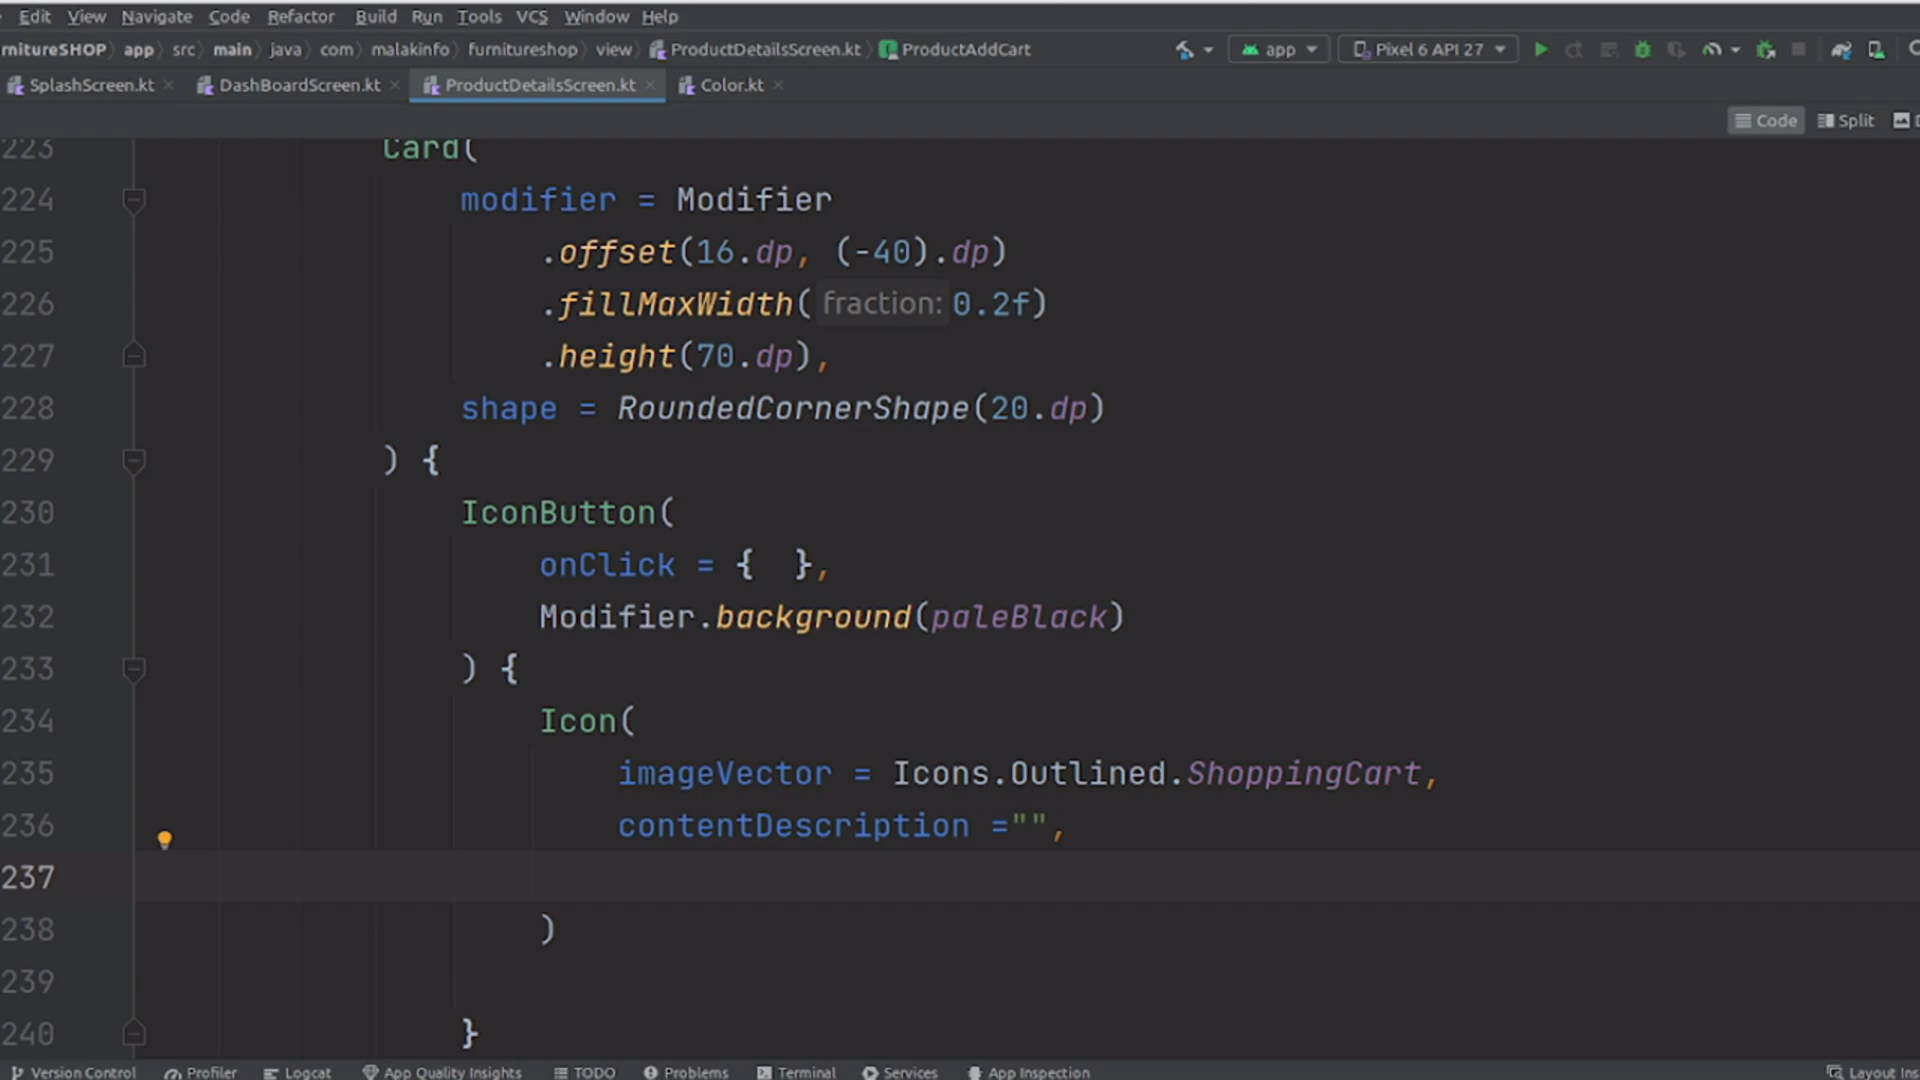 Edit View Navigate Code Refactor Build Run Tools VCS Window Help
rnitureSHOP app src main java com malakinfo furnitureshop view ProductDetailsScreen.kt ProductAddCart app Pixel 6 API 27
SplashScreen.kt DashBoardScreen.kt ProductDetailsScreen.kt Color.kt
Code Split
223 Card(
224 modifier = Modifier
225 .offset(16.dp, (-40).dp)
226 .fillMaxWidth( fraction: 0.2f)
227 .height(70.dp),
228 shape = RoundedCornerShape(20.dp)
229 ) {
230 IconButton(
231 onClick = {  },
232 Modifier.background(paleBlack)
233 ) {
234 Icon(
235 imageVector = Icons.Outlined.ShoppingCart,
236 contentDescription ="",
237
238 )
239
240 }
Version Control Profiler Logcat App Quality Insights TODO Problems Terminal Services App Inspection Layout Ins